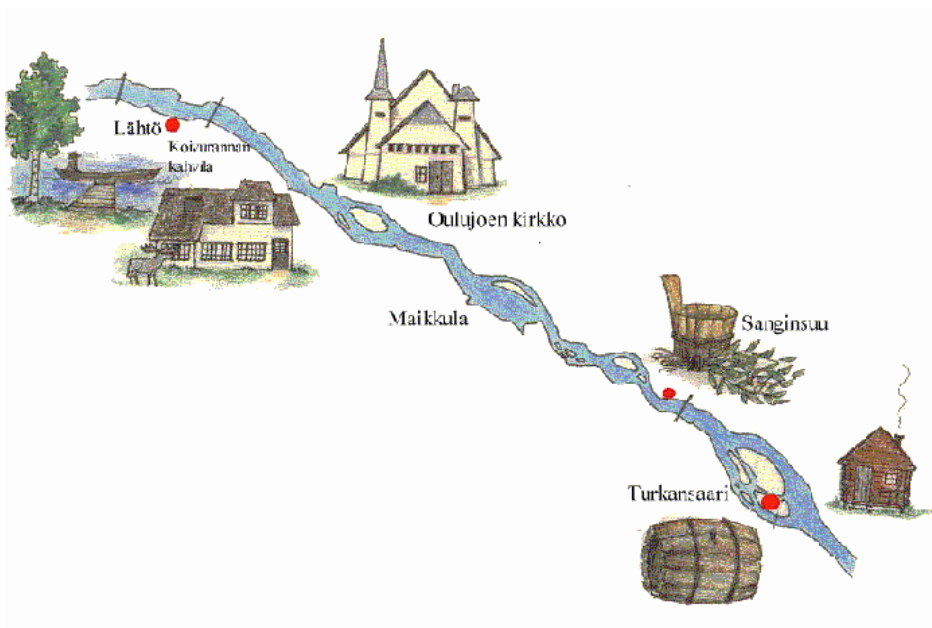 Lähtö
Koivurannan
kahvila
Oulujoen kirkko
Maikkula
Sanginsuu
Turkansaari